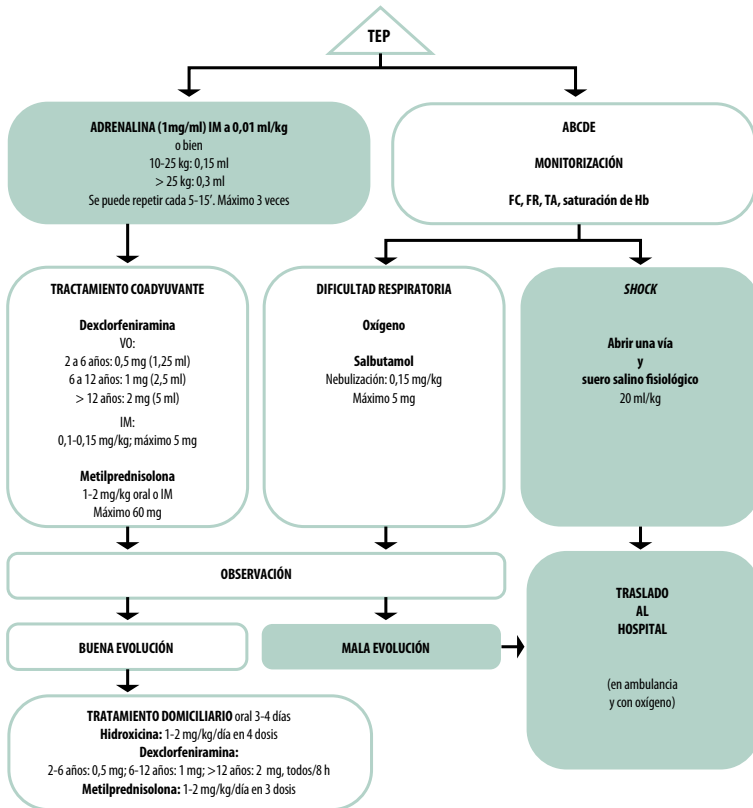 TEP
ADRENALINA (1mg/ml) IM a 0,01 ml/kg
o bien
10-25 kg: 0,15 ml
> 25 kg: 0,3 ml
Se puede repetir cada 5-15'. Máximo 3 veces
ABCDE
MONITORIZACIÓN
FC, FR, TA, saturación de Hb
TRACTAMIENTO COADYUVANTE
Dexclorfeniramina
VO:
2 a 6 años: 0,5 mg (1,25 ml)
6 a 12 años: 1 mg (2,5 ml)
> 12 años: 2 mg (5 ml)
IM:
0,1-0,15 mg/kg; máximo 5 mg
Metilprednisolona
1-2 mg/kg oral o IM
Máximo 60 mg
DIFICULTAD RESPIRATORIA
Oxígeno
Salbutamol
Nebulización: 0,15 mg/kg
Máximo 5 mg
SHOCK
Abrir una vía
y
suero salino fisiológico
20 ml/kg
OBSERVACIÓN
BUENA EVOLUCIÓN
MALA EVOLUCIÓN
TRASLADO
AL
HOSPITAL
(en ambulancia
y con oxígeno)
TRATAMIENTO DOMICILIARIO oral 3-4 días
Hidroxicina: 1-2 mg/kg/día en 4 dosis
Dexclorfeniramina:
2-6 años: 0,5 mg; 6-12 años: 1 mg; >12 años: 2 mg, todos/8 h
Metilprednisolona: 1-2 mg/kg/día en 3 dosis